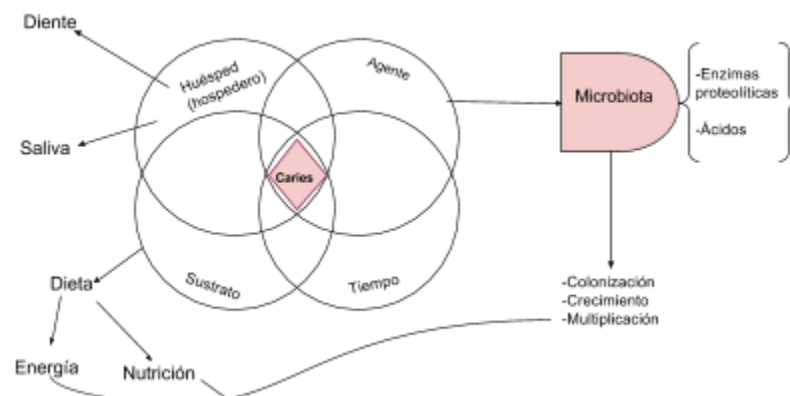 Diente
Huésped
(hospedero)
Agente
Saliva
Caries
Sustrato
Tiempo
Microbiota
-Enzimas
proteolíticas
-Ácidos
Dieta
Energía
Nutrición
-Colonización
-Crecimiento
-Multiplicación